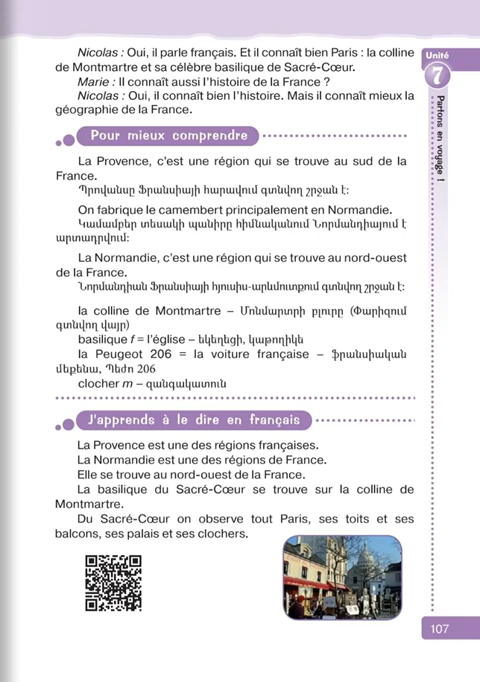 Nicolas : Oui, il parle français. Et il connaît bien Paris : la colline
de Montmartre et sa célèbre basilique de Sacré-Cœur.
Marie : Il connaît aussi l'histoire de la France ?
Nicolas : Oui, il connaît bien l'histoire. Mais il connaît mieux la
géographie de la France.
Unité
7
Partons en voyage !
Pour mieux comprendre
La Provence, c'est une région qui se trouve au sud de la
France.
Պրովանսը Ֆրանսիայի հարավում գտնվող շրջան է:
On fabrique le camembert principalement en Normandie.
Կամամբեր տեսակի պանիրը հիմնականում Նորմանդիայում է
արտադրվում:
La Normandie, c'est une région qui se trouve au nord-ouest
de la France.
Նորմանդիան Ֆրանսիայի հյուսիս-արևմուտքում գտնվող շրջան է:
la colline de Montmartre – Մոնմարտրի բլուրը (Փարիզում
գտնվող վայր)
basilique f = l'église – եկեղեցի, կաթողիկե
la Peugeot 206 = la voiture française – ֆրանսիական
մեքենա, Պեժո 206
clocher m – զանգակատուն
J'apprends à le dire en français
La Provence est une des régions françaises.
La Normandie est une des régions de France.
Elle se trouve au nord-ouest de la France.
La basilique du Sacré-Cœur se trouve sur la colline de
Montmartre.
Du Sacré-Cœur on observe tout Paris, ses toits et ses
balcons, ses palais et ses clochers.
107